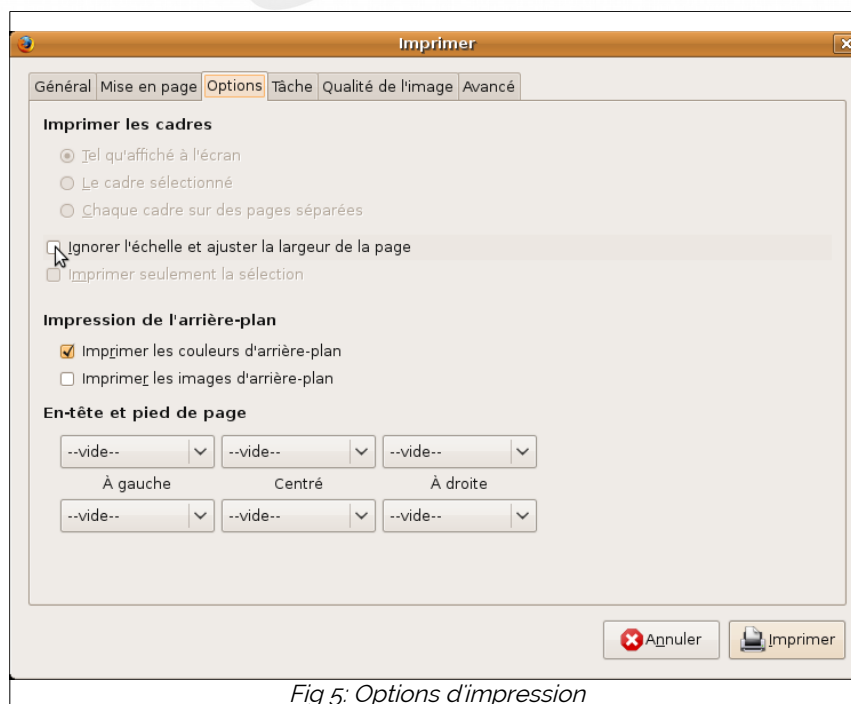 Imprimer
Général Mise en page Options Tâche Qualité de l'image Avancé
Imprimer les cadres
Tel qu'affiché à l'écran
Le cadre sélectionné
Chaque cadre sur des pages séparées
Ignorer l'échelle et ajuster la largeur de la page
Imprimer seulement la sélection
Impression de l'arrière-plan
Imprimer les couleurs d'arrière-plan
Imprimer les images d'arrière-plan
En-tête et pied de page
--vide-- --vide-- --vide--
À gauche Centré À droite
--vide-- --vide-- --vide--
Annuler Imprimer
Fig 5: Options d'impression